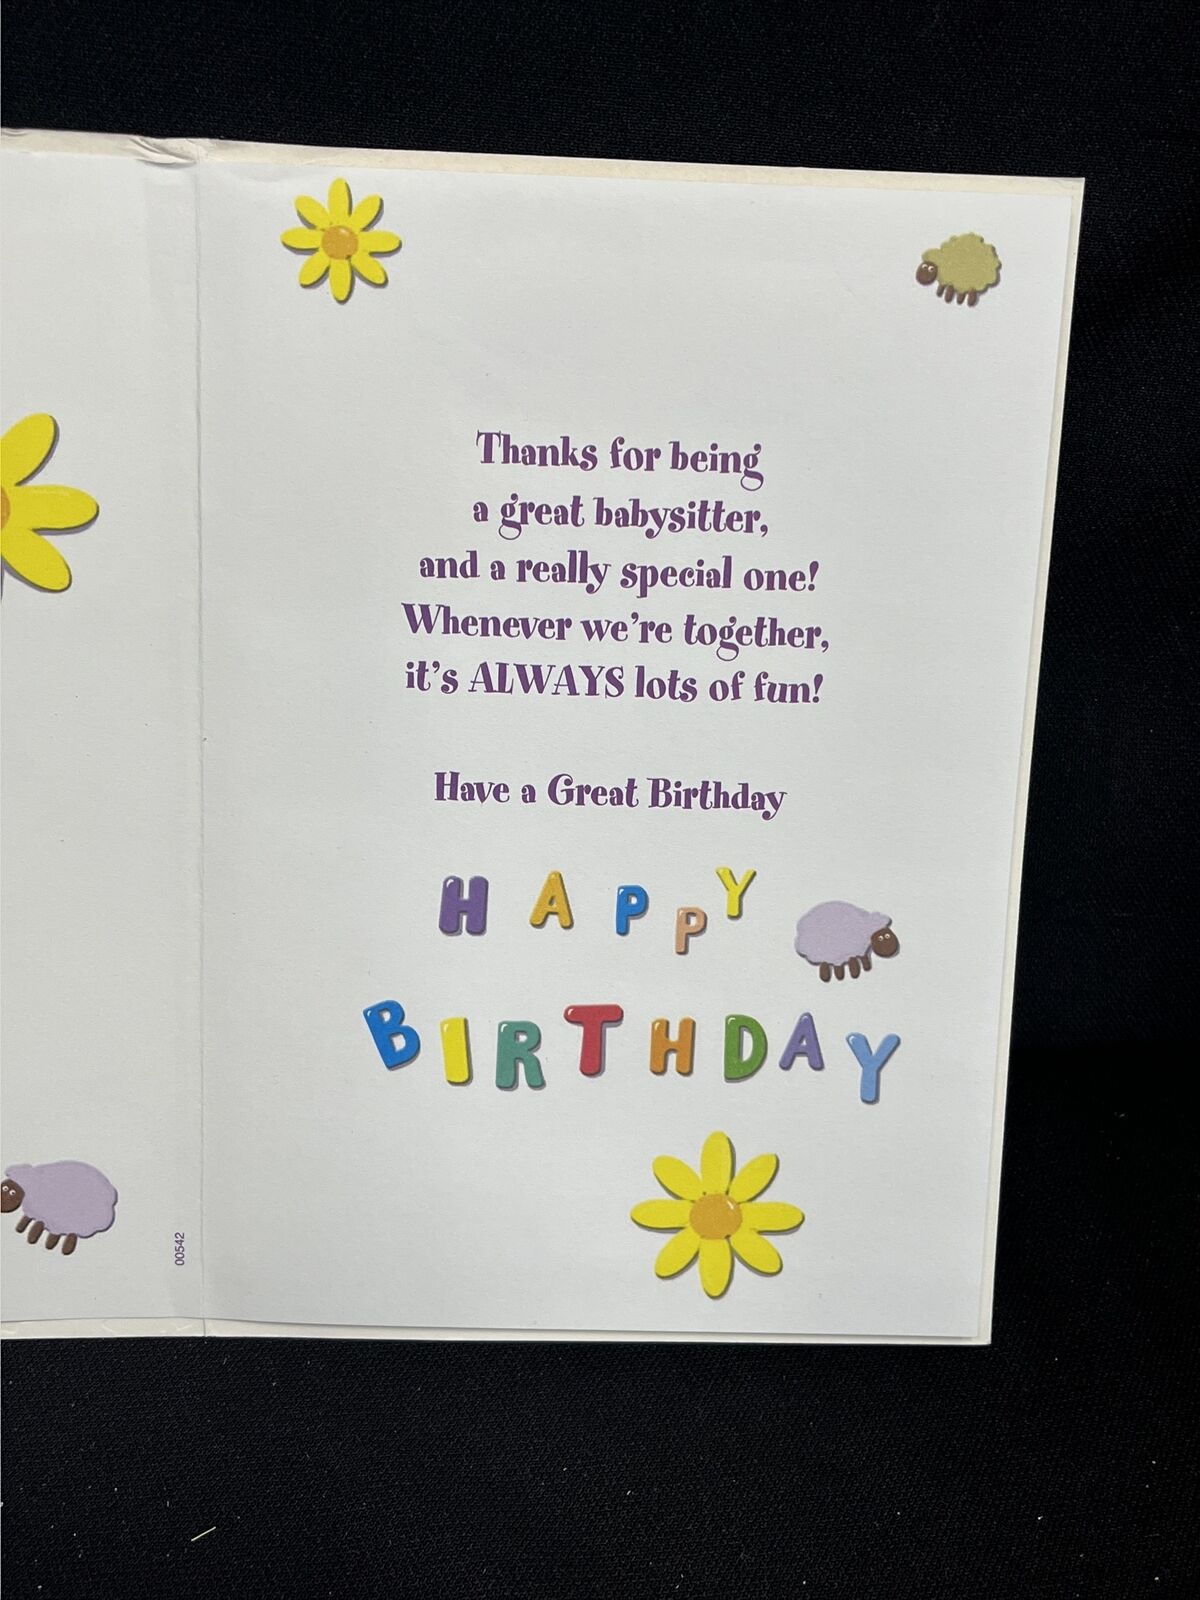 Thanks for being
a great babysitter,
and a really special one!
Whenever we're together,
it's ALWAYS lots of fun!
Have a Great Birthday
HAPPY
BIRTHDAY
00542